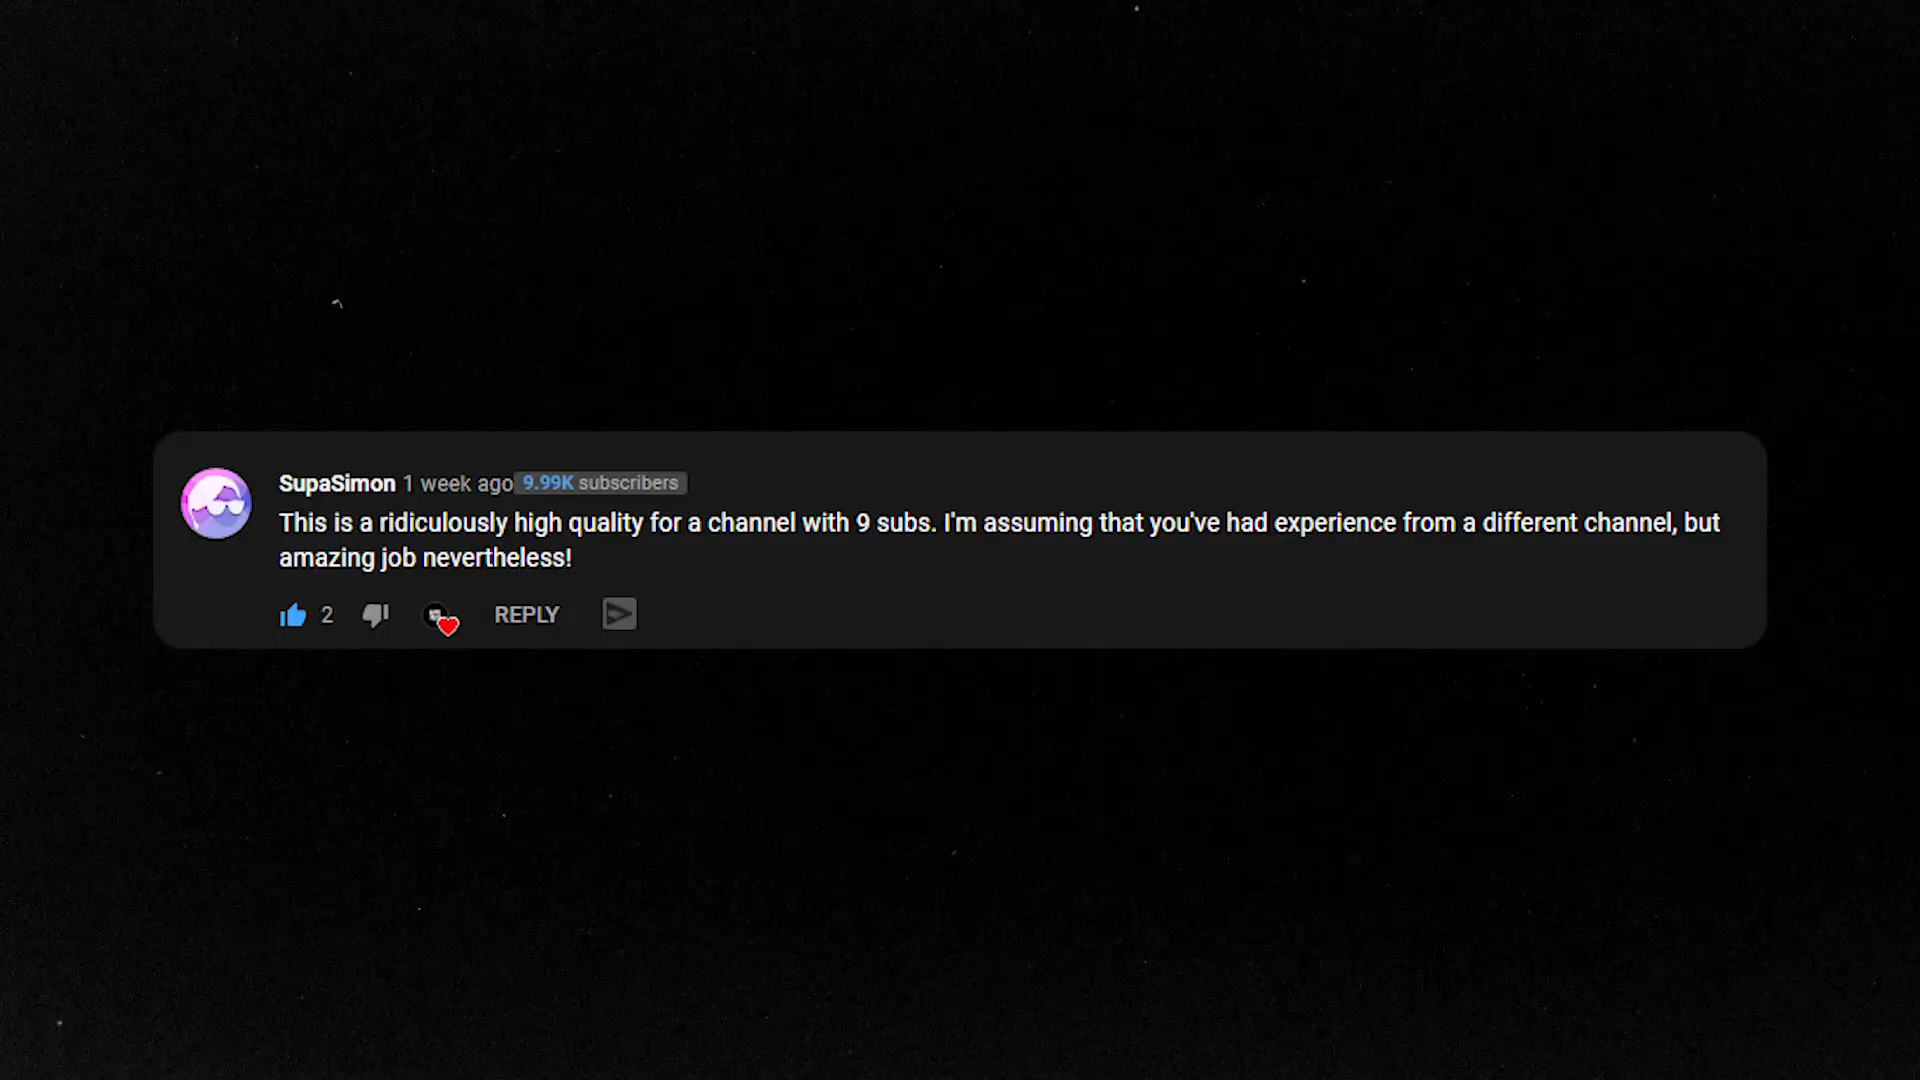 SupaSimon 1 week ago 9.99K subscribers
This is a ridiculously high quality for a channel with 9 subs. I'm assuming that you've had experience from a different channel, but
amazing job nevertheless!
2 REPLY